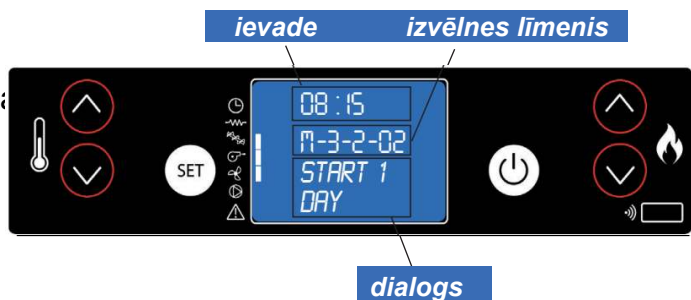 ievade
izvēlnes līmenis
08:15
M-3-2-02
START 1
DAY
SET
dialogs